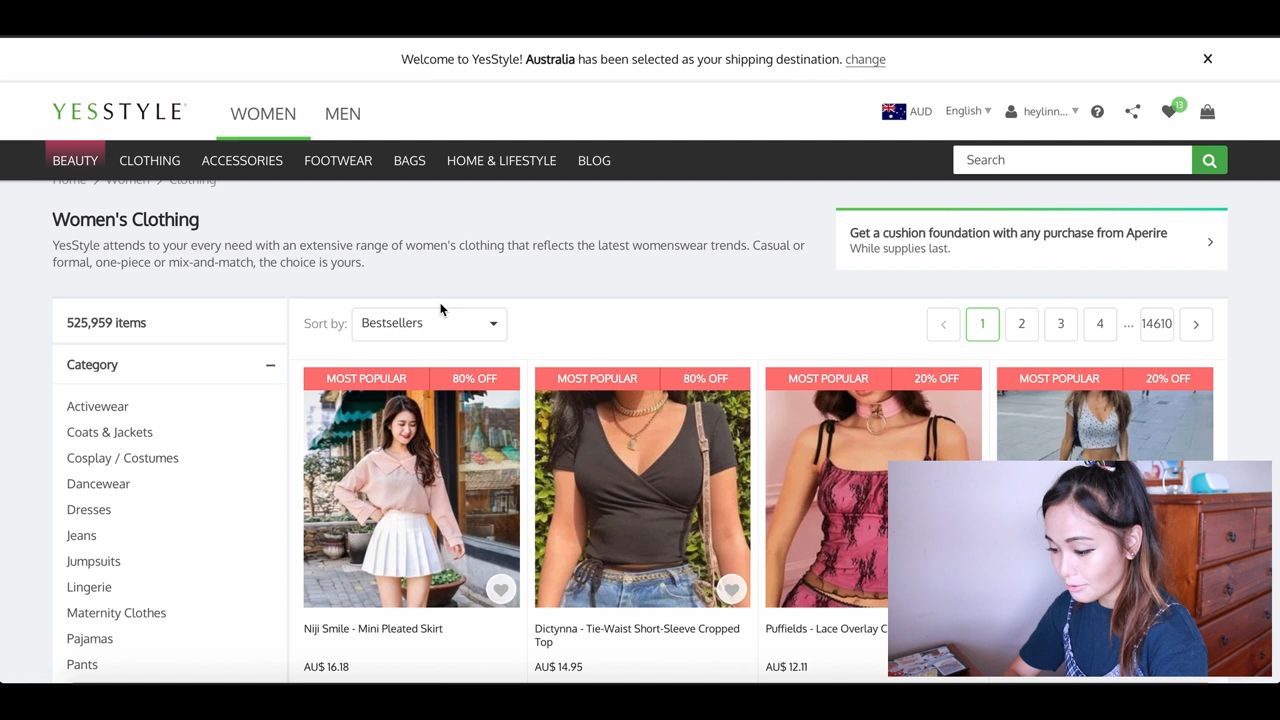 Welcome to YesStyle! Australia has been selected as your shipping destination. change
YESSTYLE
WOMEN
MEN
AUD
English
heylinn...
13
BEAUTY
CLOTHING
ACCESSORIES
FOOTWEAR
BAGS
HOME & LIFESTYLE
BLOG
Search
Home > Women > Clothing
Women's Clothing
YesStyle attends to your every need with an extensive range of women's clothing that reflects the latest womenswear trends. Casual or
formal, one-piece or mix-and-match, the choice is yours.
Get a cushion foundation with any purchase from Aperire
While supplies last.
525,959 items
Sort by:
Bestsellers
1
2
3
4
...
14610
Category
Activewear
Coats & Jackets
Cosplay / Costumes
Dancewear
Dresses
Jeans
Jumpsuits
Lingerie
Maternity Clothes
Pajamas
Pants
MOST POPULAR
80% OFF
MOST POPULAR
80% OFF
MOST POPULAR
20% OFF
MOST POPULAR
20% OFF
Niji Smile - Mini Pleated Skirt
AU$ 16.18
Dictynna - Tie-Waist Short-Sleeve Cropped
Top
AU$ 14.95
Puffields - Lace Overlay C
AU$ 12.11